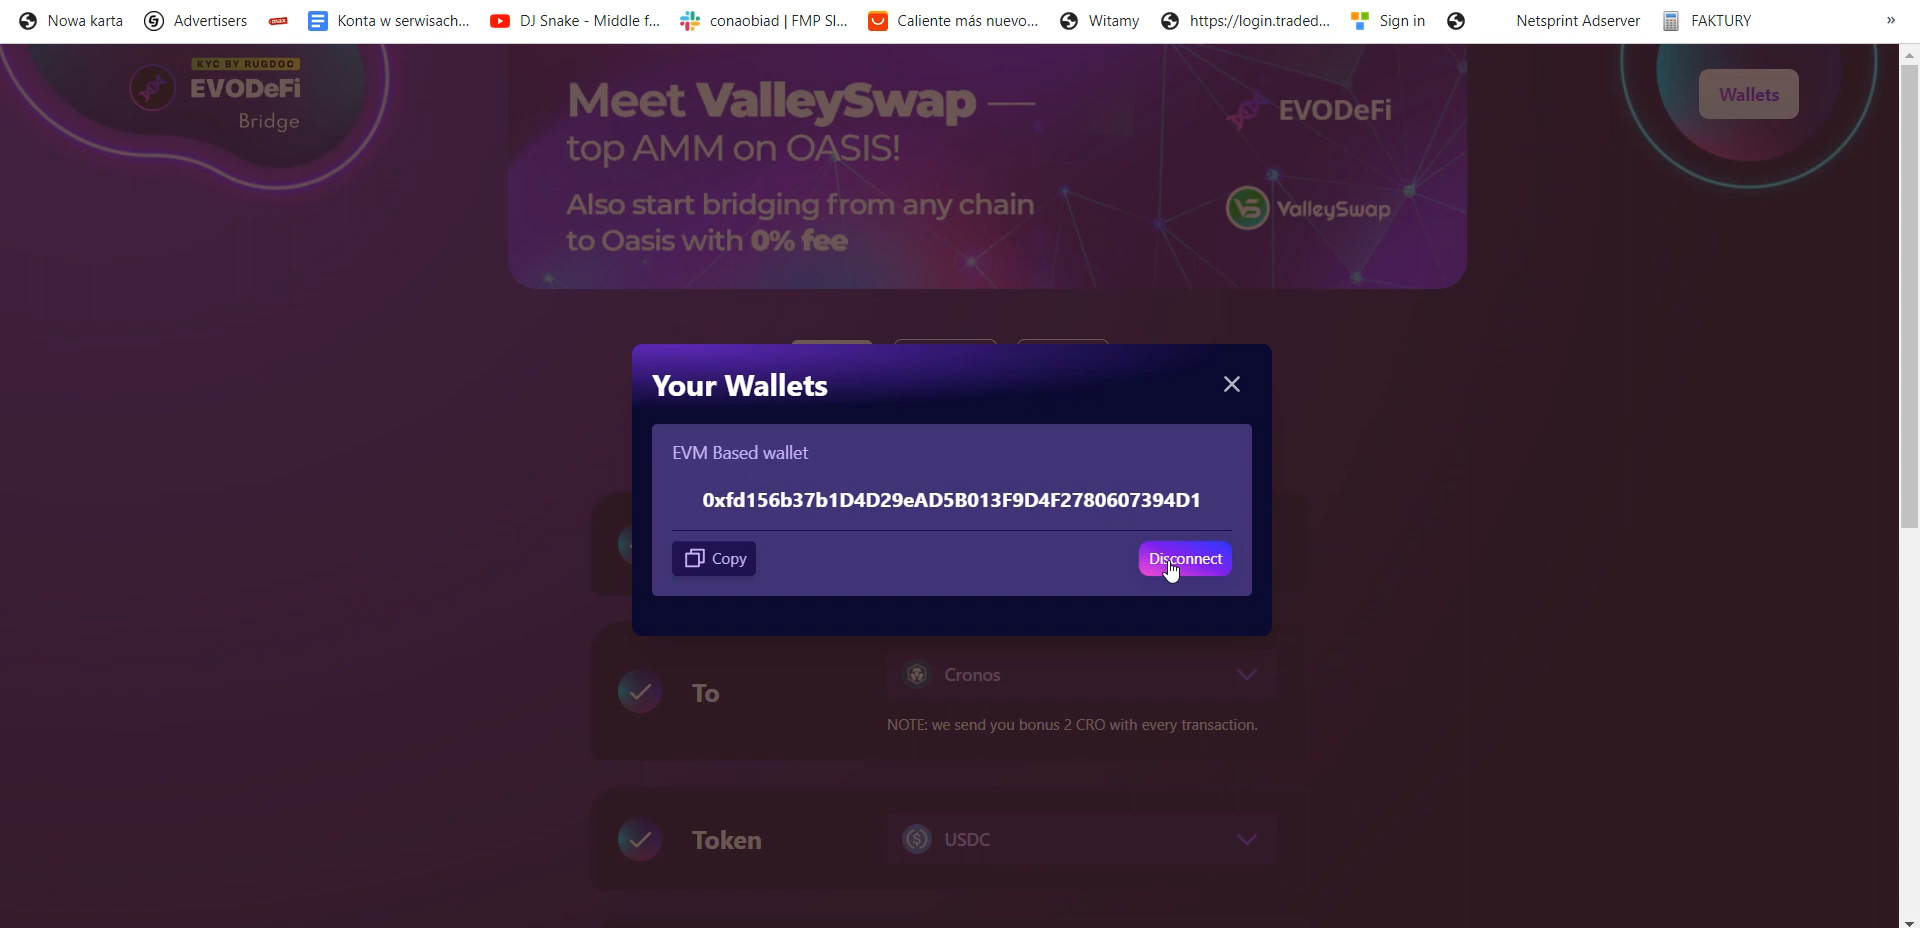 Nowa karta
Advertisers
max
Konta w serwisach...
DJ Snake - Middle f...
conaobiad | FMP Sl...
Caliente más nuevo...
Witamy
https://login.traded...
Sign in
Netsprint Adserver
FAKTURY
»
KYC BY RUGDOC
EVODeFi
Bridge
Meet ValleySwap —
top AMM on OASIS!
Also start bridging from any chain
to Oasis with 0% fee
EVODeFi
ValleySwap
Wallets
Your Wallets
EVM Based wallet
0xfd156b37b1D4D29eAD5B013F9D4F2780607394D1
Copy
Disconnect
To
Cronos
NOTE: we send you bonus 2 CRO with every transaction.
Token
USDC